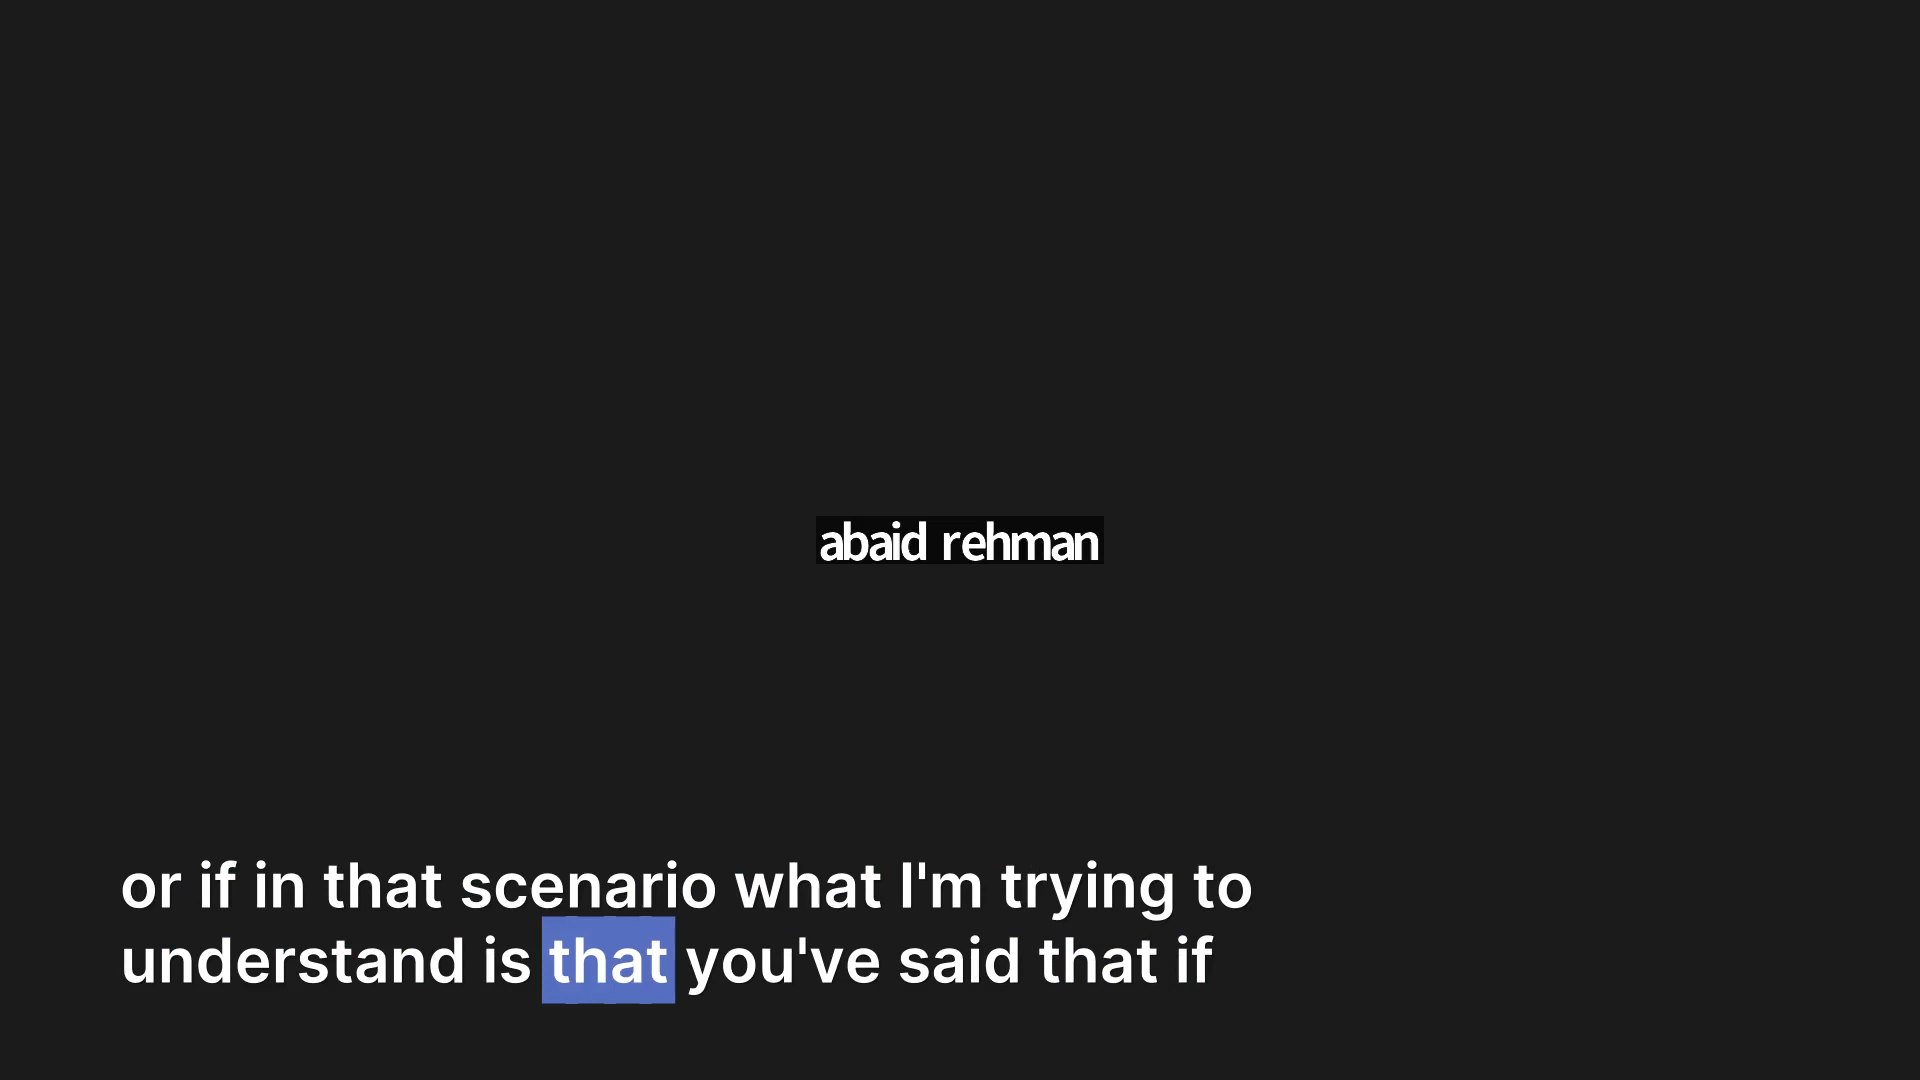 abaid rehman
or if in that scenario what I'm trying to
understand is that you've said that if